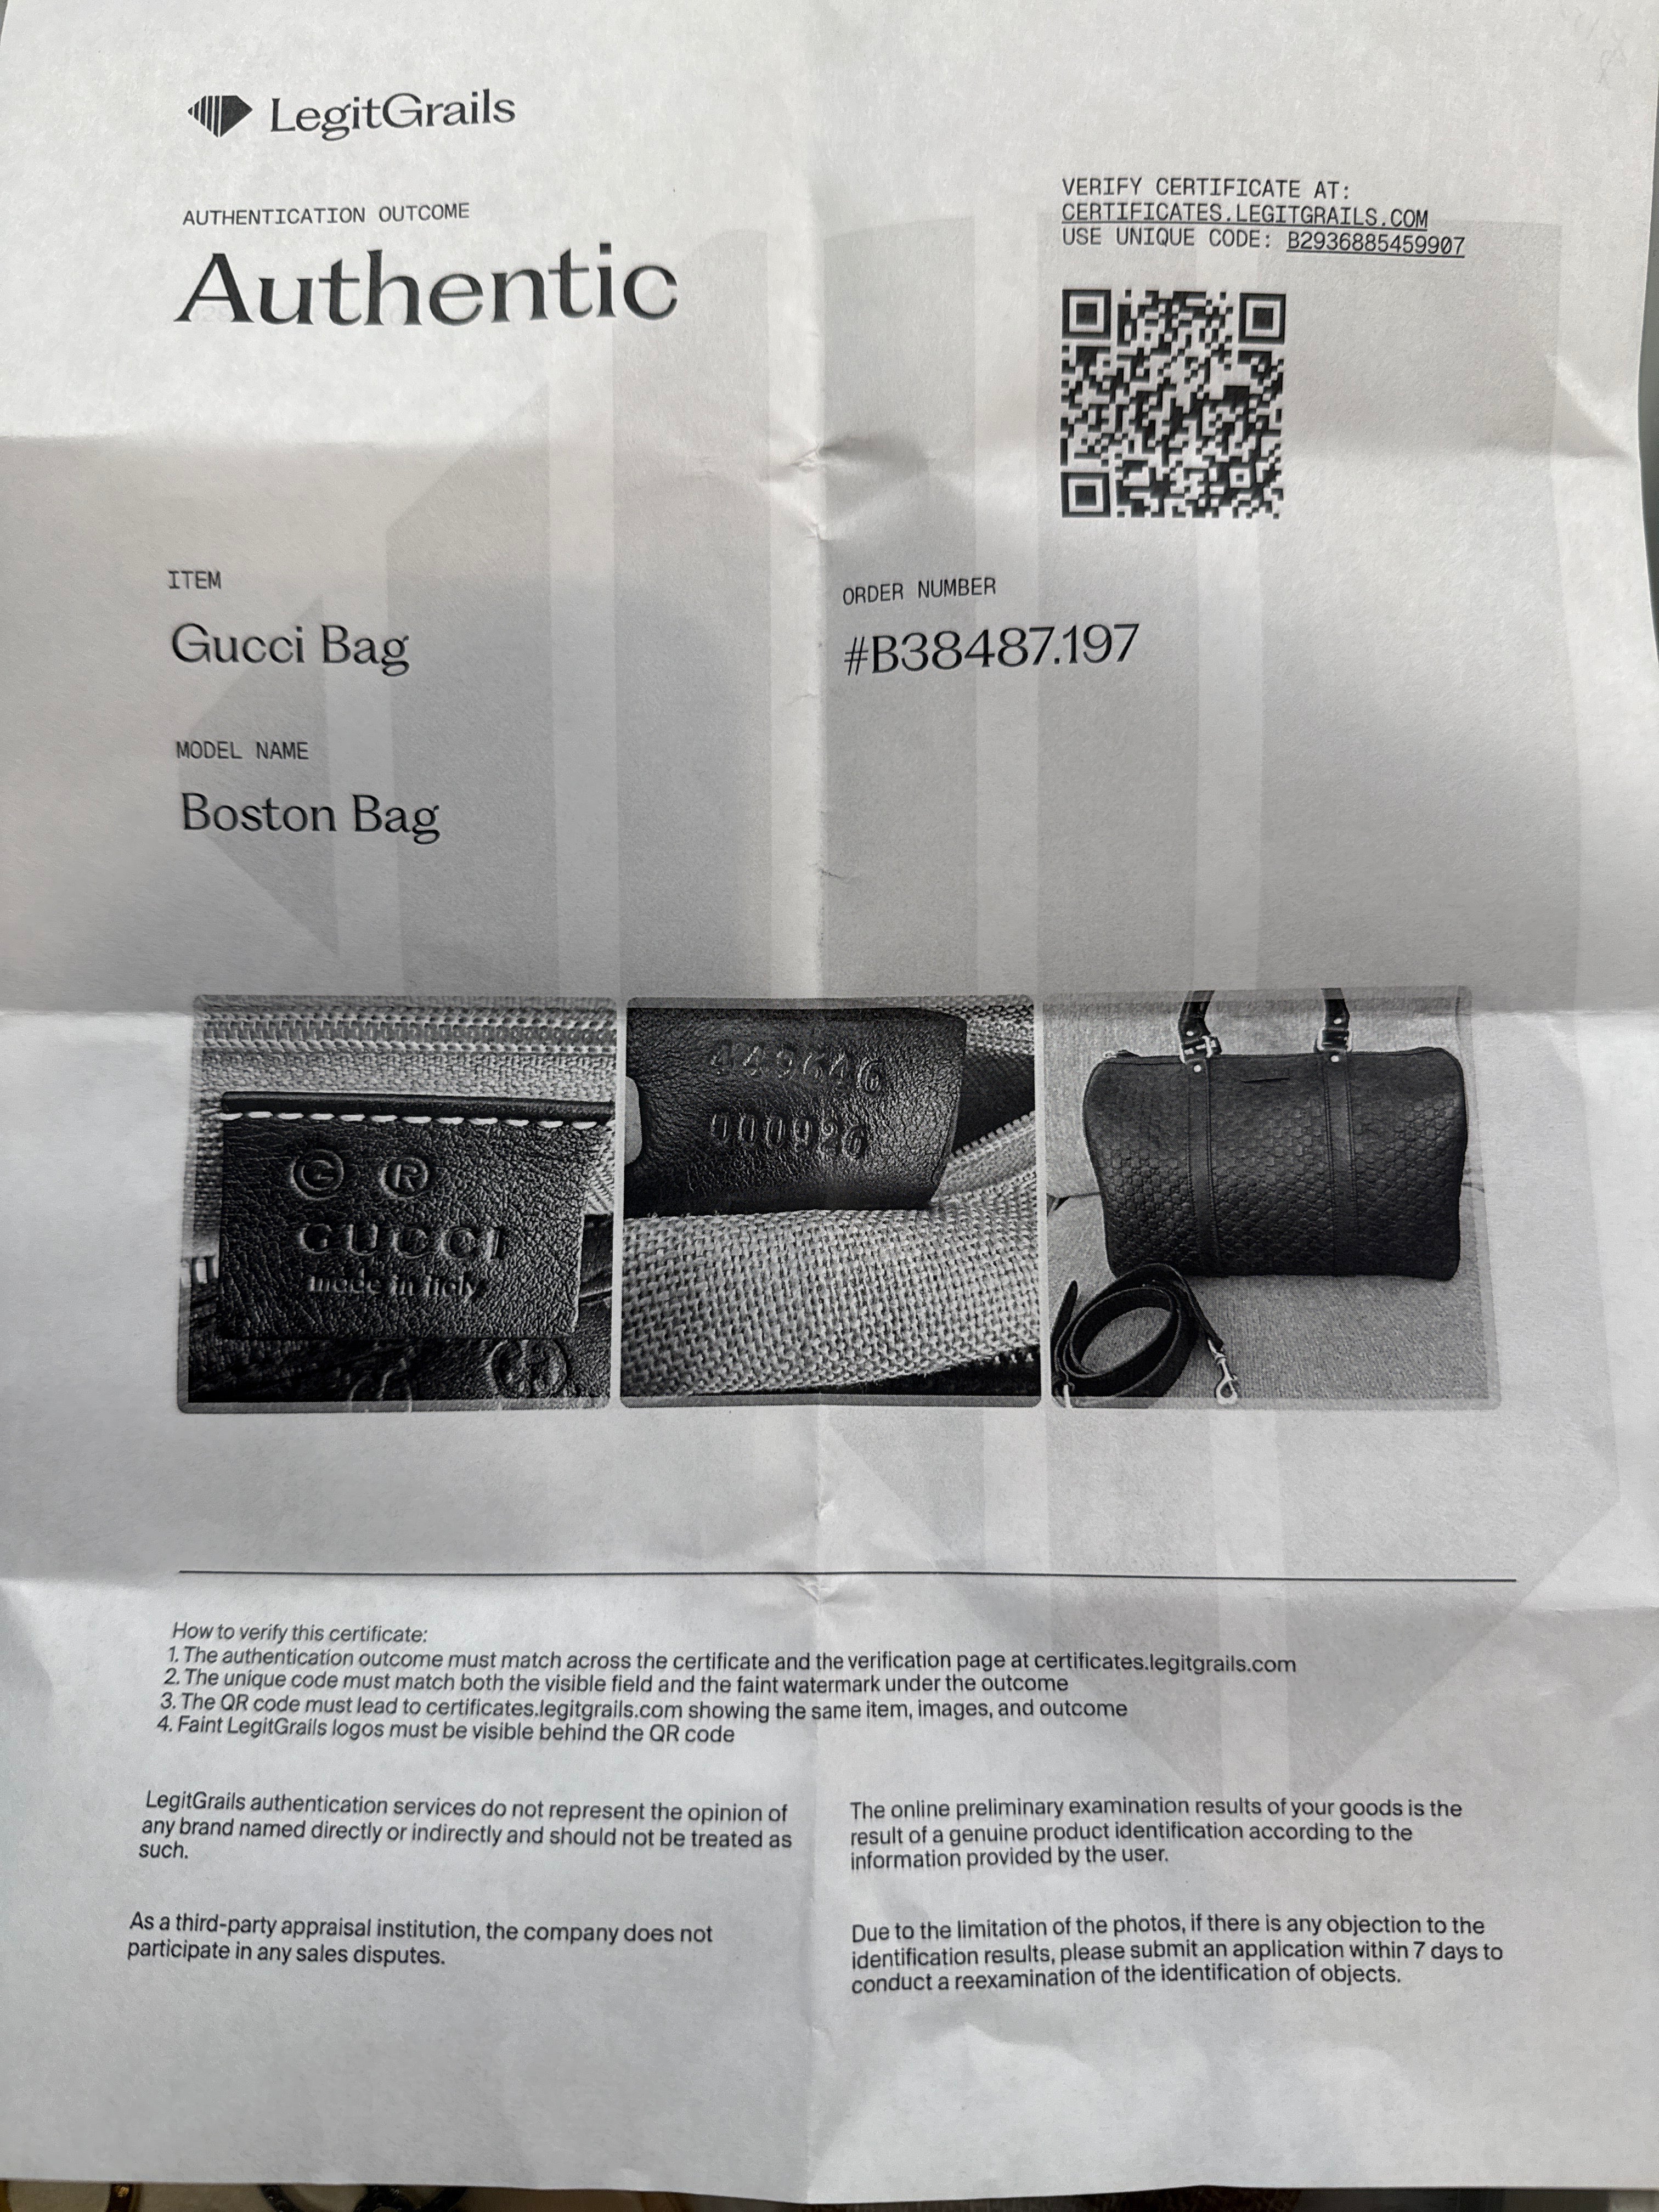 LegitGrails
AUTHENTICATION OUTCOME
Authentic
VERIFY CERTIFICATE AT:
CERTIFICATES.LEGITGRAILS.COM
USE UNIQUE CODE: B2936885459907
ITEM
Gucci Bag
ORDER NUMBER
#B38487.197
MODEL NAME
Boston Bag
G R
GUCCI
made in italy
449646
000926
How to verify this certificate:
1. The authentication outcome must match across the certificate and the verification page at certificates.legitgrails.com
2. The unique code must match both the visible field and the faint watermark under the outcome
3. The QR code must lead to certificates.legitgrails.com showing the same item, images, and outcome
4. Faint LegitGrails logos must be visible behind the QR code
LegitGrails authentication services do not represent the opinion of
any brand named directly or indirectly and should not be treated as
such.
The online preliminary examination results of your goods is the
result of a genuine product identification according to the
information provided by the user.
As a third-party appraisal institution, the company does not
participate in any sales disputes.
Due to the limitation of the photos, if there is any objection to the
identification results, please submit an application within 7 days to
conduct a reexamination of the identification of objects.